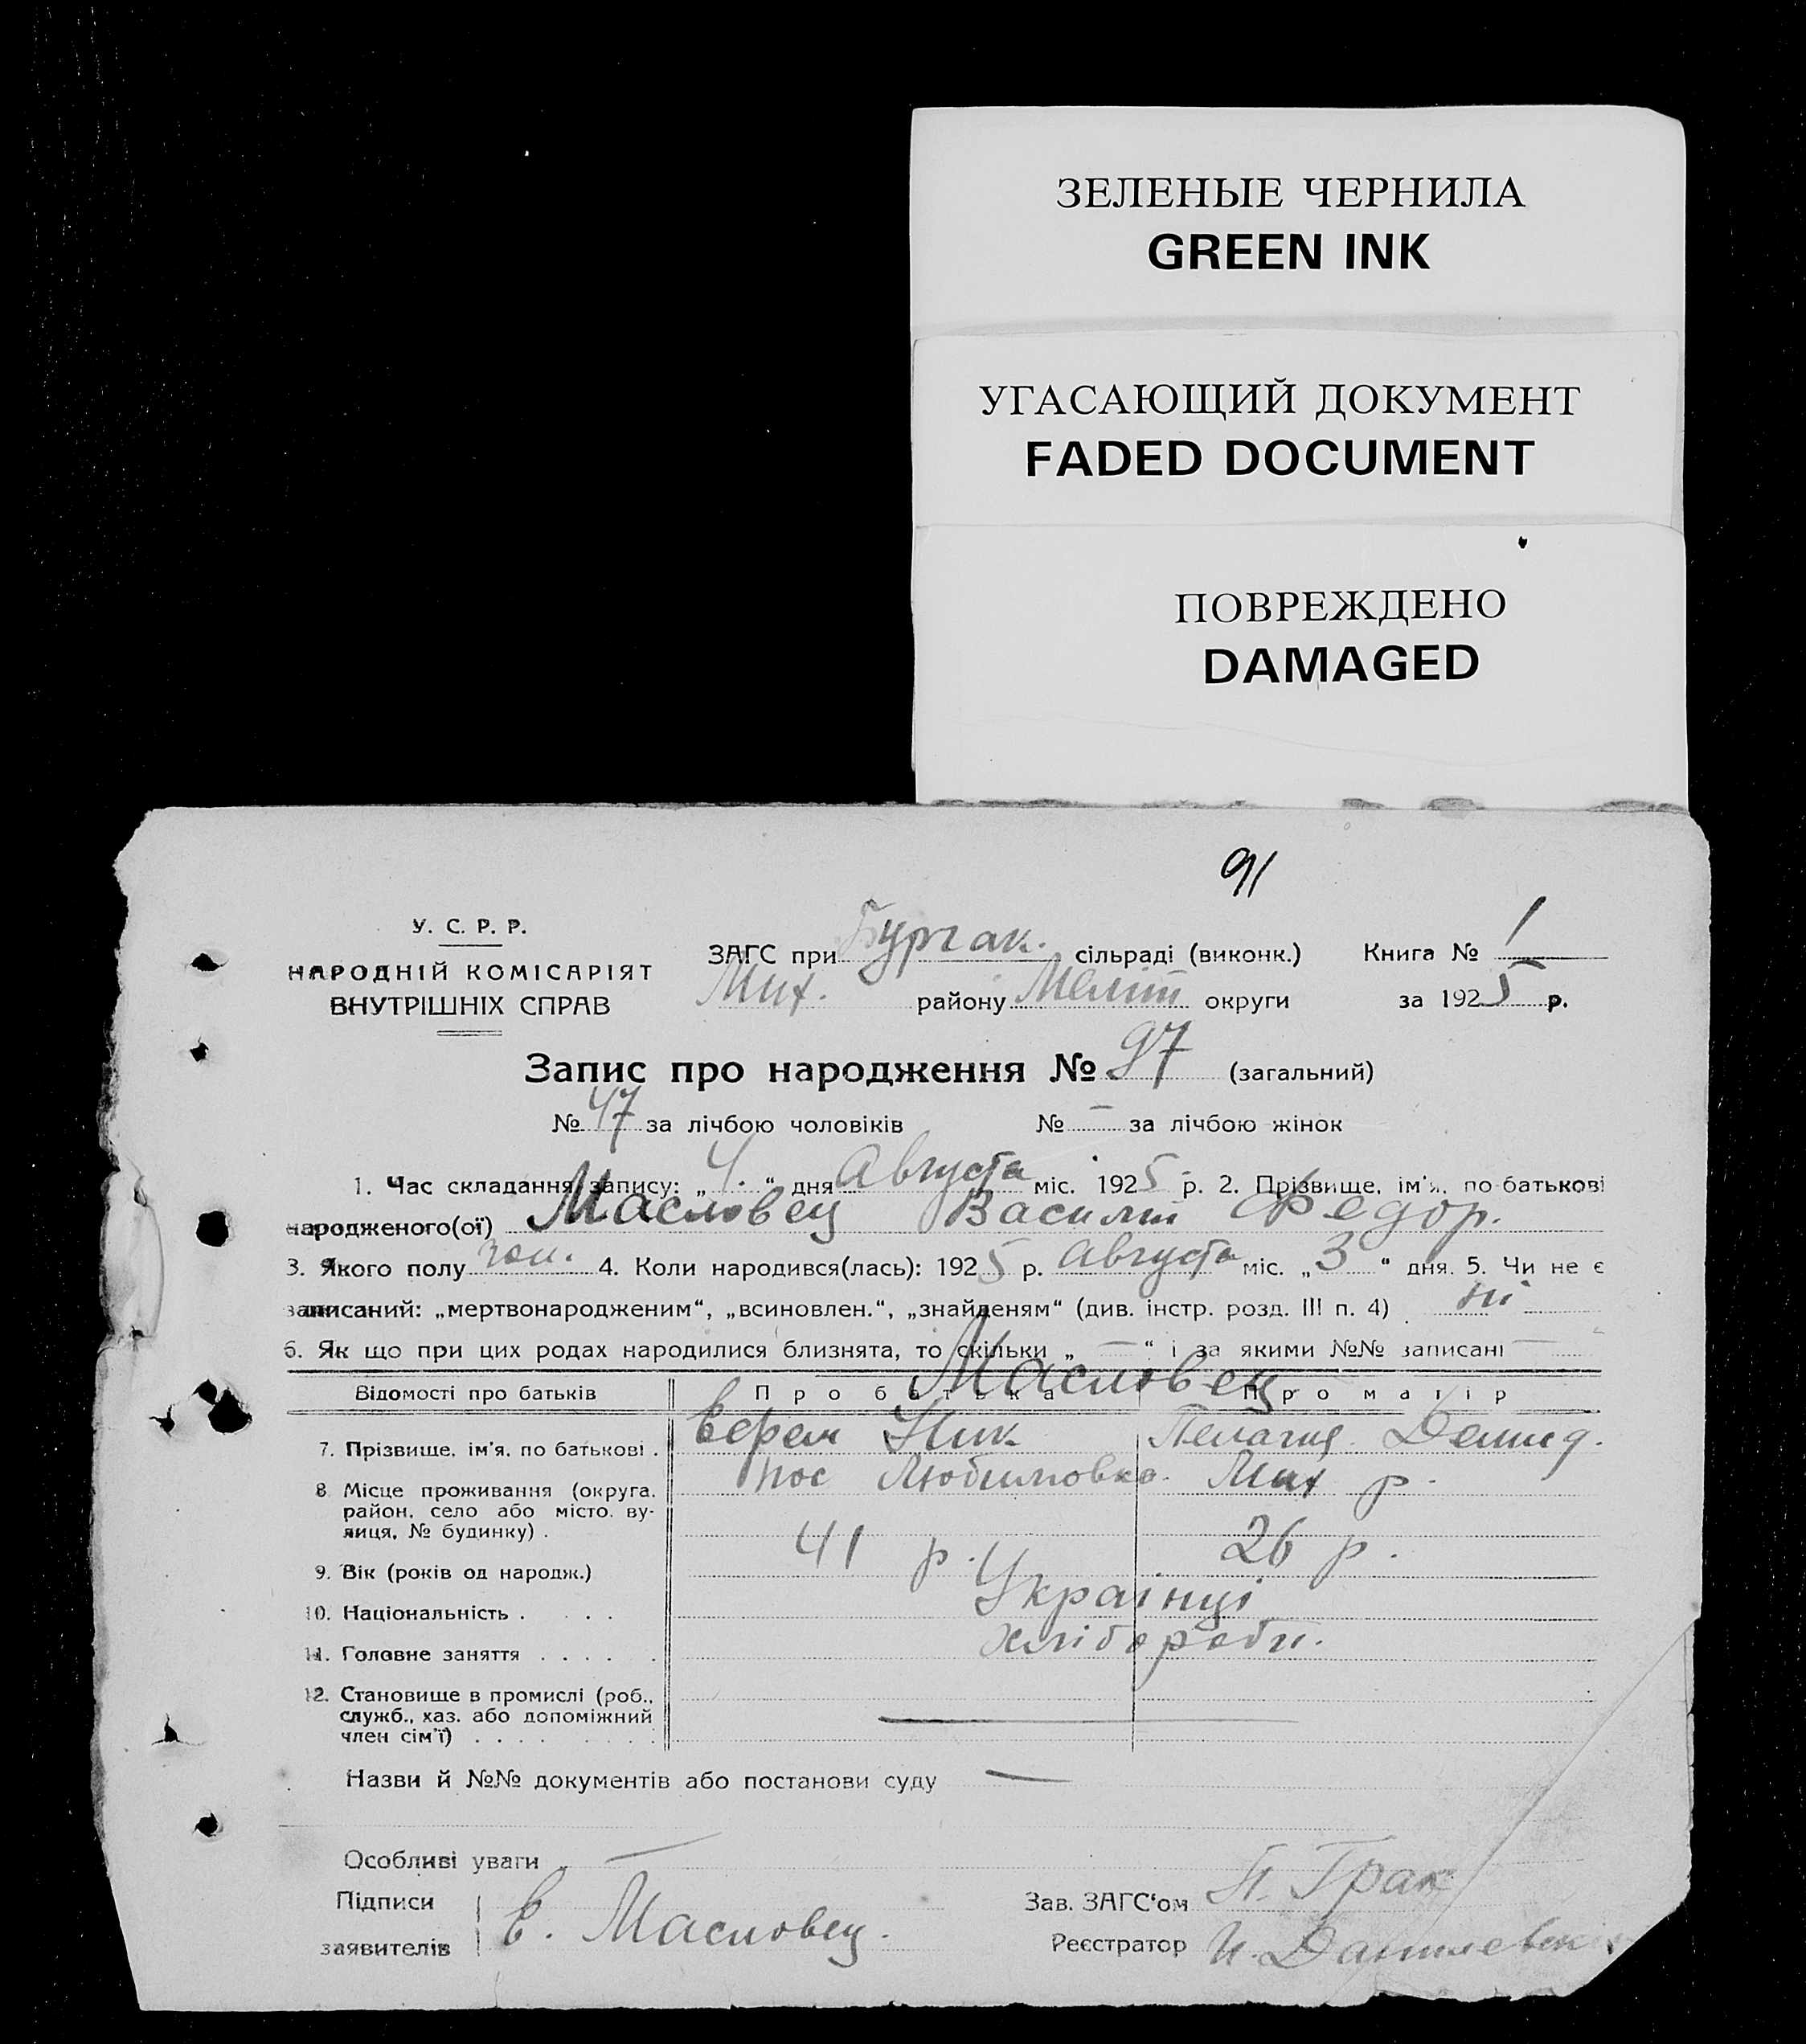 ЗЕЛЕНЫЕ ЧЕРНИЛА
GREEN INK
УГАСАЮЩИЙ ДОКУМЕНТ
FADED DOCUMENT
ПОВРЕЖДЕНО
DAMAGED
91
У. С. Р. Р.
НАРОДНІЙ КОМІСАРІЯТ
ВНУТРІШНІХ СПРАВ
ЗАГС при Бургак. сільраді (виконк.) Книга № 1
Мих. району Меліт округи за 1925 р.
Запис про народження № 97 (загальний)
№ 47 за лічбою чоловіків № — за лічбою жінок
1. Час складання запису: „4.“ дня Августа міс. 1925 р. 2. Прізвище, ім'я, по-батькові
народженого(ої) Масловец Василий Федор.
3. Якого полу чол. 4. Коли народився(лась): 1925 р. Августа міс. „3“ дня. 5. Чи не є
записаний: „мертвонародженим“, „всиновлен.“, „знайденям“ (див. інстр. розд. III п. 4) ні
6. Як що при цих родах народилися близнята, то скільки „—“ і за якими №№ записані —
Відомості про батьків Про батька Про матір
Масловец
7. Прізвище, ім'я, по батькові . Ефрем Ник Пелагия Демид.
8. Місце проживання (округа, район, село або місто, вулиця, № будинку) . пос Любимовка Мих р.
9. Вік (років од народж.) 41 р. 26 р.
10. Національність . . . . Українці
11. Головне заняття . . . . . хлібороби.
12. Становище в промислі (роб.,
служб., хаз. або допоміжний
член сім'ї) . . . . . . . . —
Назви й №№ документів або постанови суду —
Особливі уваги —
Підписи
заявителів Е. Масловец.
Зав. ЗАГС'ом П. Грак
Реєстратор И.